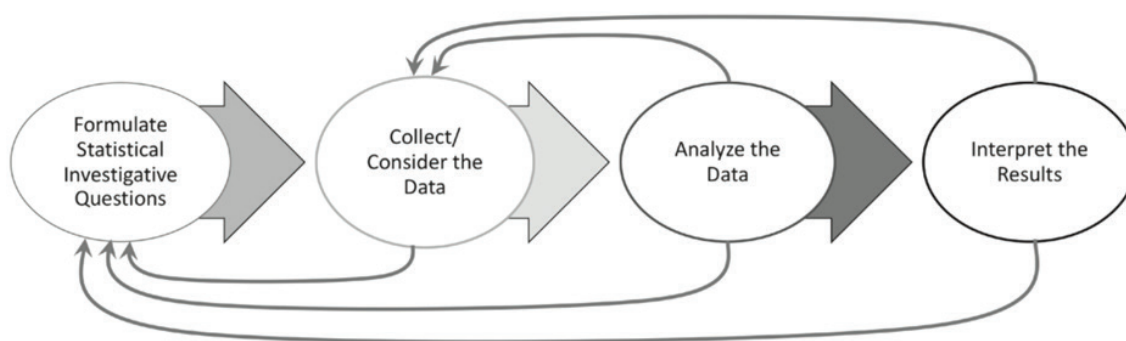 Formulate
Statistical
Investigative
Questions
Collect/
Consider the
Data
Analyze the
Data
Interpret the
Results